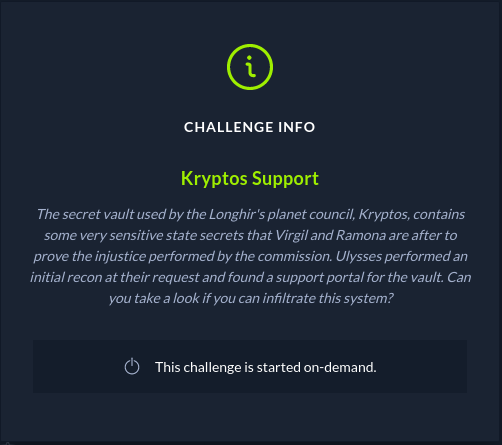 CHALLENGE INFO
Kryptos Support
The secret vault used by the Longhir's planet council, Kryptos, contains
some very sensitive state secrets that Virgil and Ramona are after to
prove the injustice performed by the commission. Ulysses performed an
initial recon at their request and found a support portal for the vault. Can
you take a look if you can infiltrate this system?
This challenge is started on-demand.